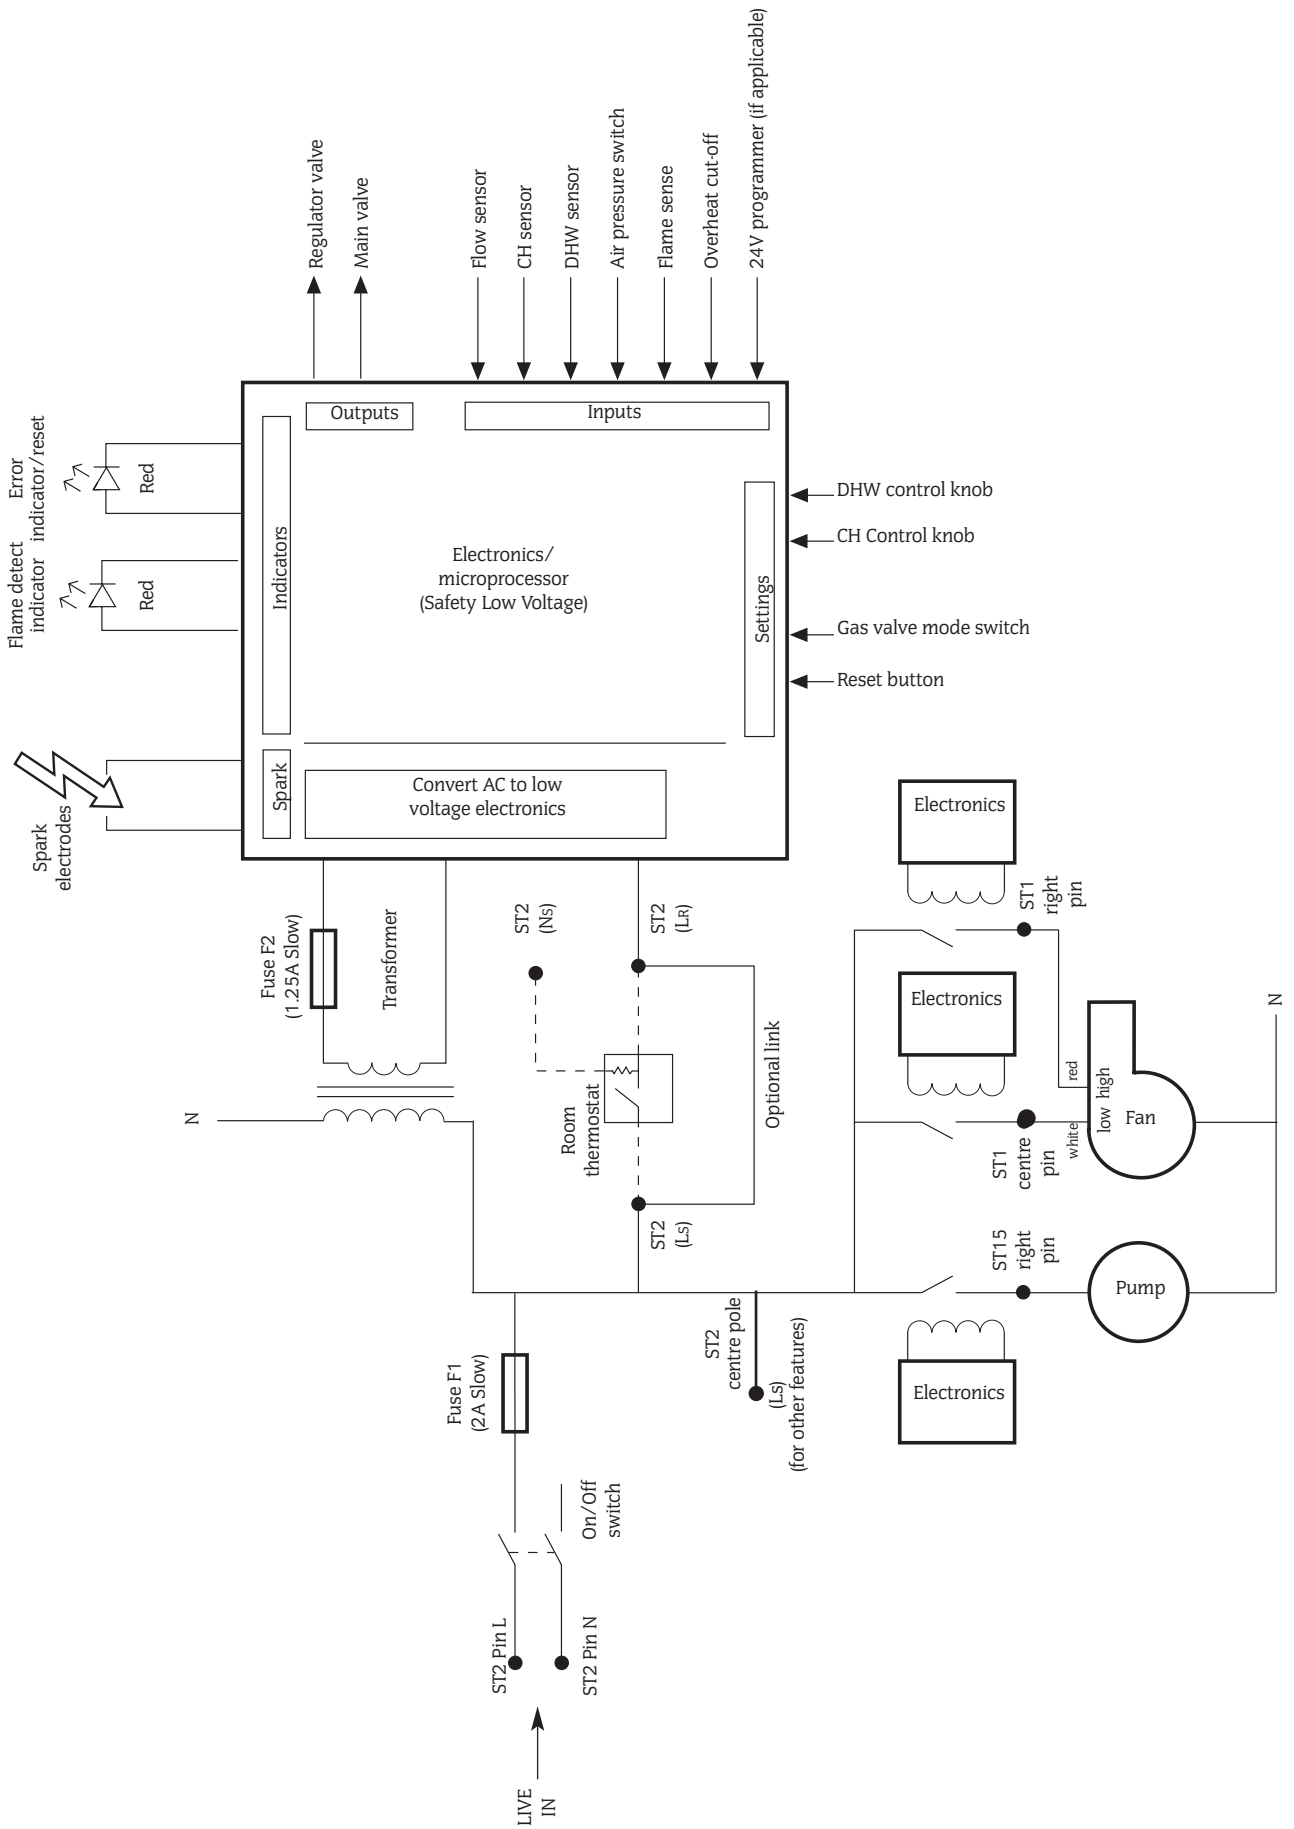 Error
indicator/reset
Flame detect
indicator
Spark
electrodes
Red
Red
Regulator valve
Main valve
Flow sensor
CH sensor
DHW sensor
Air pressure switch
Flame sense
Overheat cut-off
24V programmer (if applicable)
Outputs
Inputs
Indicators
Spark
Settings
Electronics/
microprocessor
(Safety Low Voltage)
Convert AC to low
voltage electronics
DHW control knob
CH Control knob
Gas valve mode switch
Reset button
Fuse F2
(1.25A Slow)
Transformer
N
ST2
(NS)
ST2
(LR)
Room
thermostat
Optional link
ST2
(LS)
Electronics
ST1
right
pin
Electronics
red
white
low high
Fan
ST1
centre
pin
N
ST15
right
pin
Pump
Electronics
ST2
centre pole
(Ls)
(for other features)
Fuse F1
(2A Slow)
On/Off
switch
ST2 Pin L
ST2 Pin N
LIVE
IN